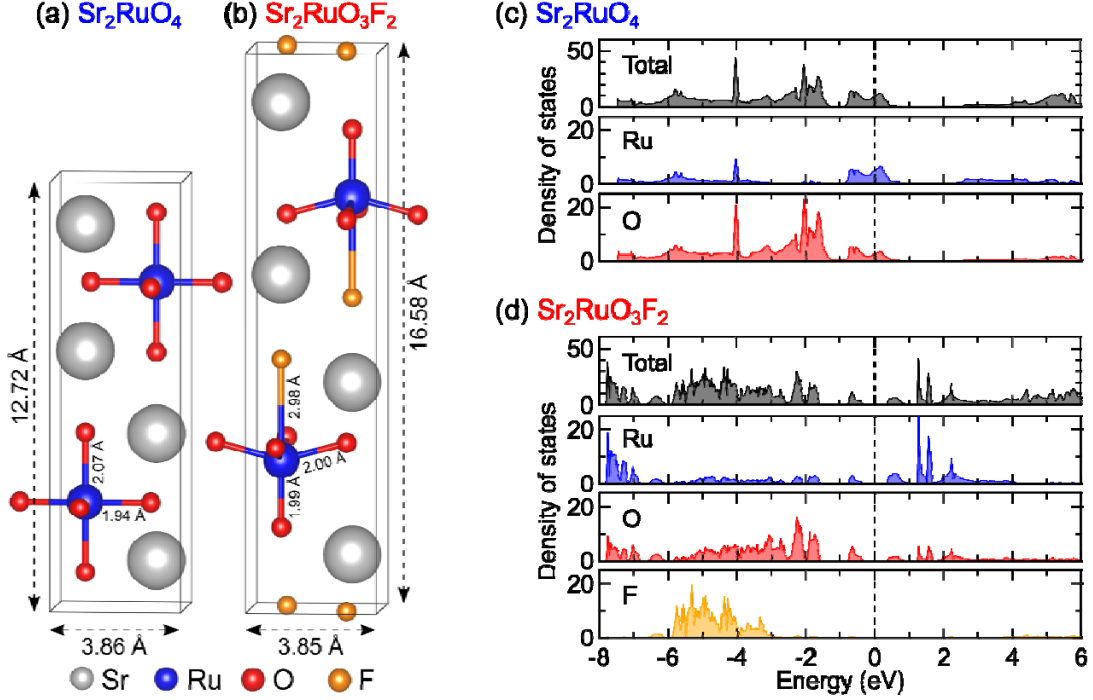 (a) Sr₂RuO₄
(b) Sr₂RuO₃F₂
12.72 Å
2.07 Å
1.94 Å
3.86 Å
16.58 Å
2.98 Å
2.00 Å
1.99 Å
3.85 Å
Sr Ru O F
(c) Sr₂RuO₄
Density of states
50
0
Total
20
0
Ru
20
0
O
(d) Sr₂RuO₃F₂
Density of states
50
0
Total
20
0
Ru
20
0
O
20
0
F
-8 -6 -4 -2 0 2 4 6
Energy (eV)